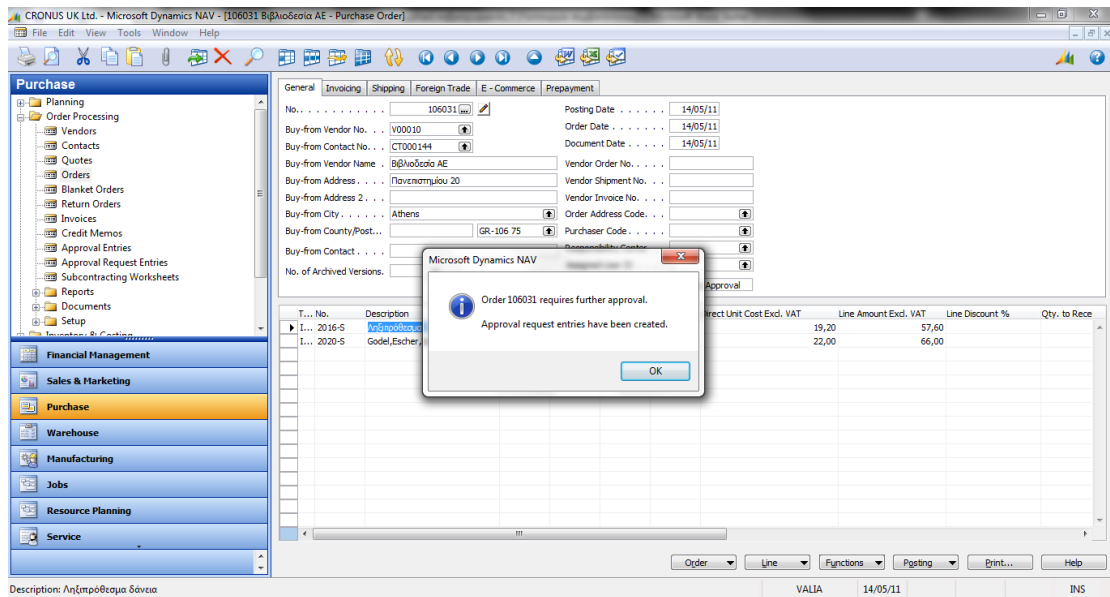 CRONUS UK Ltd. - Microsoft Dynamics NAV - [106031 Βιβλιοδεσία ΑΕ - Purchase Order]
File Edit View Tools Window Help
Purchase
Planning
Order Processing
Vendors
Contacts
Quotes
Orders
Blanket Orders
Return Orders
Invoices
Credit Memos
Approval Entries
Approval Request Entries
Subcontracting Worksheets
Reports
Documents
Setup
Inventory & Costing
Financial Management
Sales & Marketing
Purchase
Warehouse
Manufacturing
Jobs
Resource Planning
Service
General Invoicing Shipping Foreign Trade E - Commerce Prepayment
No. . . . . . . . . . . . 106031 Posting Date . . . . . . 14/05/11
Buy-from Vendor No. . . V00010 Order Date . . . . . . . 14/05/11
Buy-from Contact No. . . CT000144 Document Date . . . . . 14/05/11
Buy-from Vendor Name . Βιβλιοδεσία ΑΕ Vendor Order No. . . . .
Buy-from Address. . . . Πανεπιστημίου 20 Vendor Shipment No. . .
Buy-from Address 2. . . Vendor Invoice No. . . .
Buy-from City. . . . . . Athens Order Address Code. . .
Buy-from County/Post... GR-106 75 Purchaser Code. . . . .
Buy-from Contact . . . . Responsibility Center
No. of Archived Versions.
Approval
Microsoft Dynamics NAV
Order 106031 requires further approval.
Approval request entries have been created.
OK
T... No. Description Direct Unit Cost Excl. VAT Line Amount Excl. VAT Line Discount % Qty. to Rece
I... 2016-S Ληξιπρόθεσμα 19,20 57,60
I... 2020-S Godel,Escher, 22,00 66,00
Order Line Functions Posting Print... Help
Description: Ληξιπρόθεσμα δάνεια VALIA 14/05/11 INS